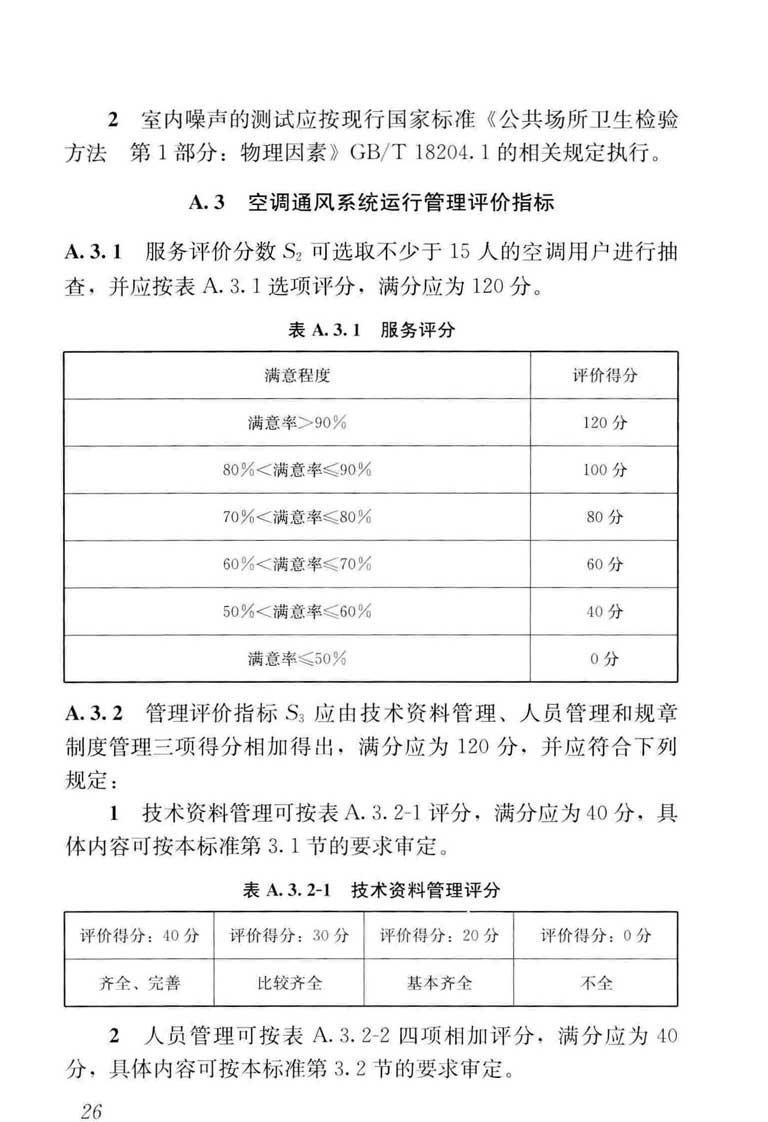 2 室内噪声的测试应按现行国家标准《公共场所卫生检验
方法 第1部分：物理因素》GB/T 18204.1的相关规定执行。
A.3 空调通风系统运行管理评价指标
A.3.1 服务评价分数S₂可选取不少于15人的空调用户进行抽
查，并应按表A.3.1选项评分，满分应为120分。
表A.3.1 服务评分
满意程度 评价得分
满意率>90% 120分
80%<满意率≤90% 100分
70%<满意率≤80% 80分
60%<满意率≤70% 60分
50%<满意率≤60% 40分
满意率≤50% 0分
A.3.2 管理评价指标S₃应由技术资料管理、人员管理和规章
制度管理三项得分相加得出，满分应为120分，并应符合下列
规定：
1 技术资料管理可按表A.3.2-1评分，满分应为40分，具
体内容可按本标准第3.1节的要求审定。
表A.3.2-1 技术资料管理评分
评价得分：40分 评价得分：30分 评价得分：20分 评价得分：0分
齐全、完善 比较齐全 基本齐全 不全
2 人员管理可按表A.3.2-2四项相加评分，满分应为40
分，具体内容可按本标准第3.2节的要求审定。
26